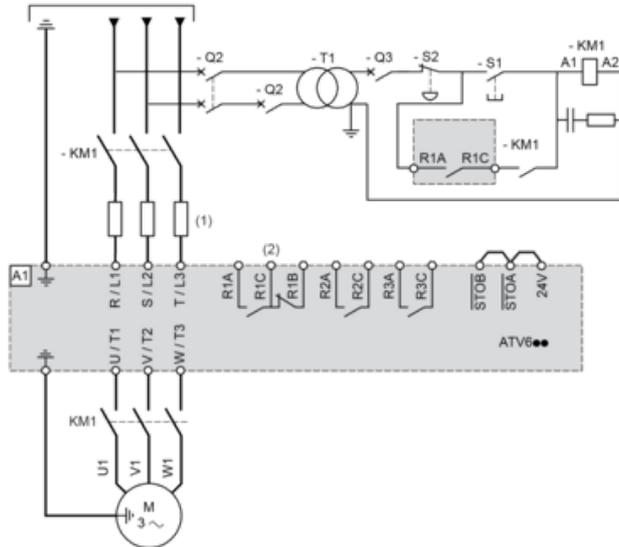 - Q2
- T1
- Q3
- S2
- S1
- KM1
A1
A2
- Q2
- KM1
R1A
R1C
- KM1
(1)
(2)
A1
R / L1
S / L2
T / L3
R1A
R1C
R1B
R2A
R2C
R3A
R3C
STOB
STOA
24V
U / T1
V / T2
W / T3
ATV6●●
KM1
U1
V1
W1
M
3 ~